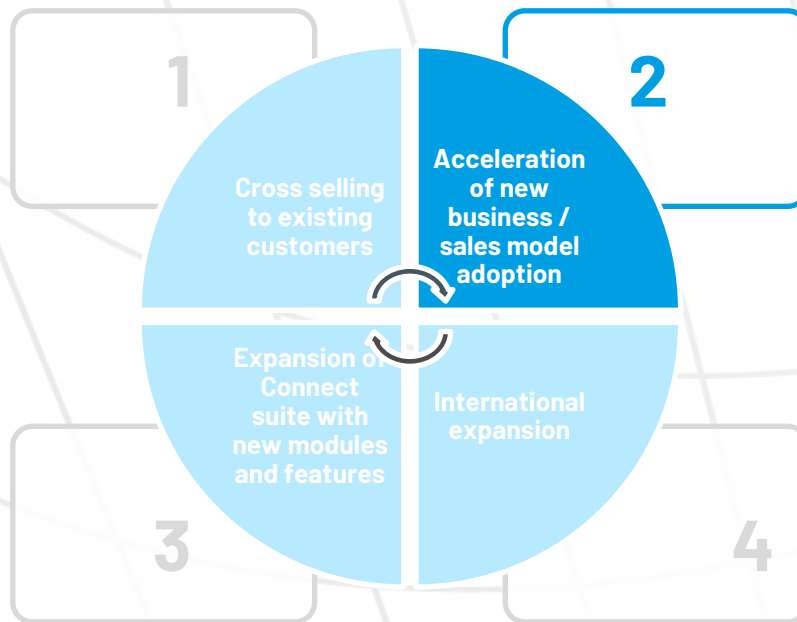 1
Cross selling
to existing
customers
2
Acceleration
of new
business /
sales model
adoption
3
Expansion of
Connect
suite with
new modules
and features
4
International
expansion